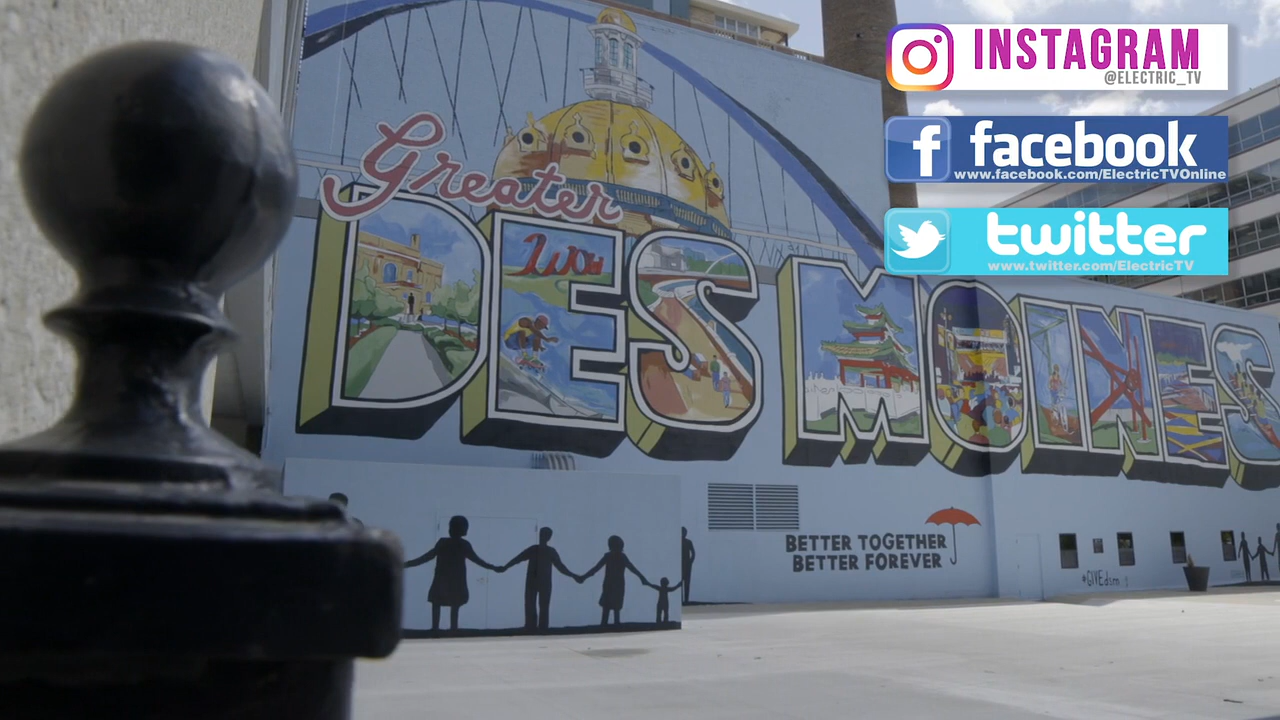 INSTAGRAM
@ELECTRIC_TV
facebook
www.facebook.com/ElectricTVOnline
twitter
www.twitter.com/ElectricTV
Greater
DES MOINES
BETTER TOGETHER
BETTER FOREVER
#GIVEdsm